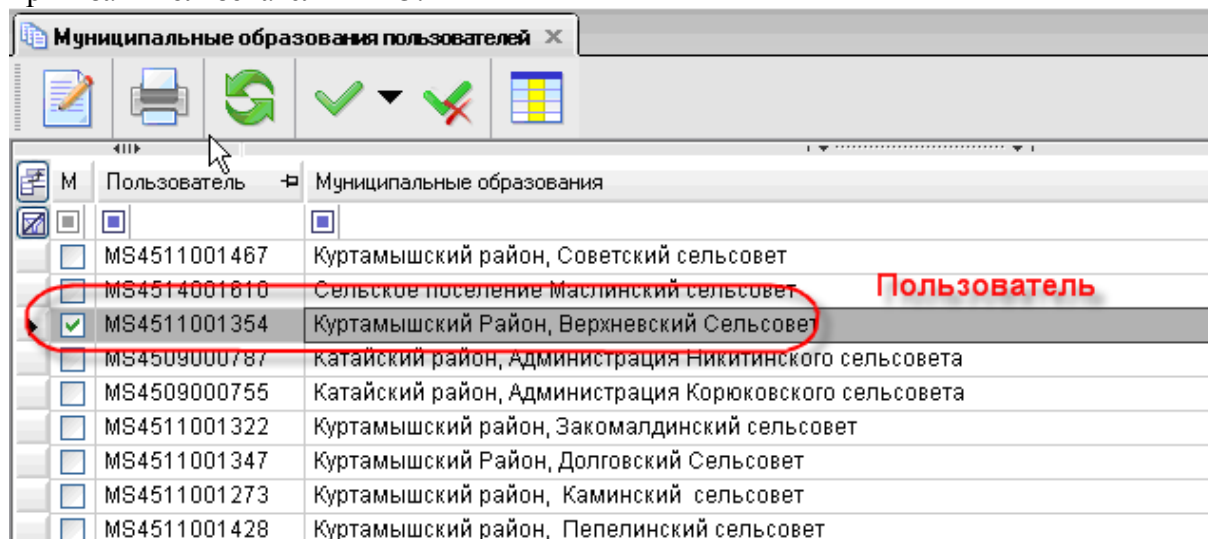 Муниципальные образования пользователей
М Пользователь Муниципальные образования
MS4511001467 Куртамышский район, Советский сельсовет
MS4514001610 Сельское поселение Маслинский сельсовет
Пользователь
MS4511001354 Куртамышский Район, Верхневский Сельсовет
MS4509000787 Катайский район, Администрация Никитинского сельсовета
MS4509000755 Катайский район, Администрация Корюковского сельсовета
MS4511001322 Куртамышский район, Закомалдинский сельсовет
MS4511001347 Куртамышский Район, Долговский Сельсовет
MS4511001273 Куртамышский район, Каминский сельсовет
MS4511001428 Куртамышский район, Пепелинский сельсовет